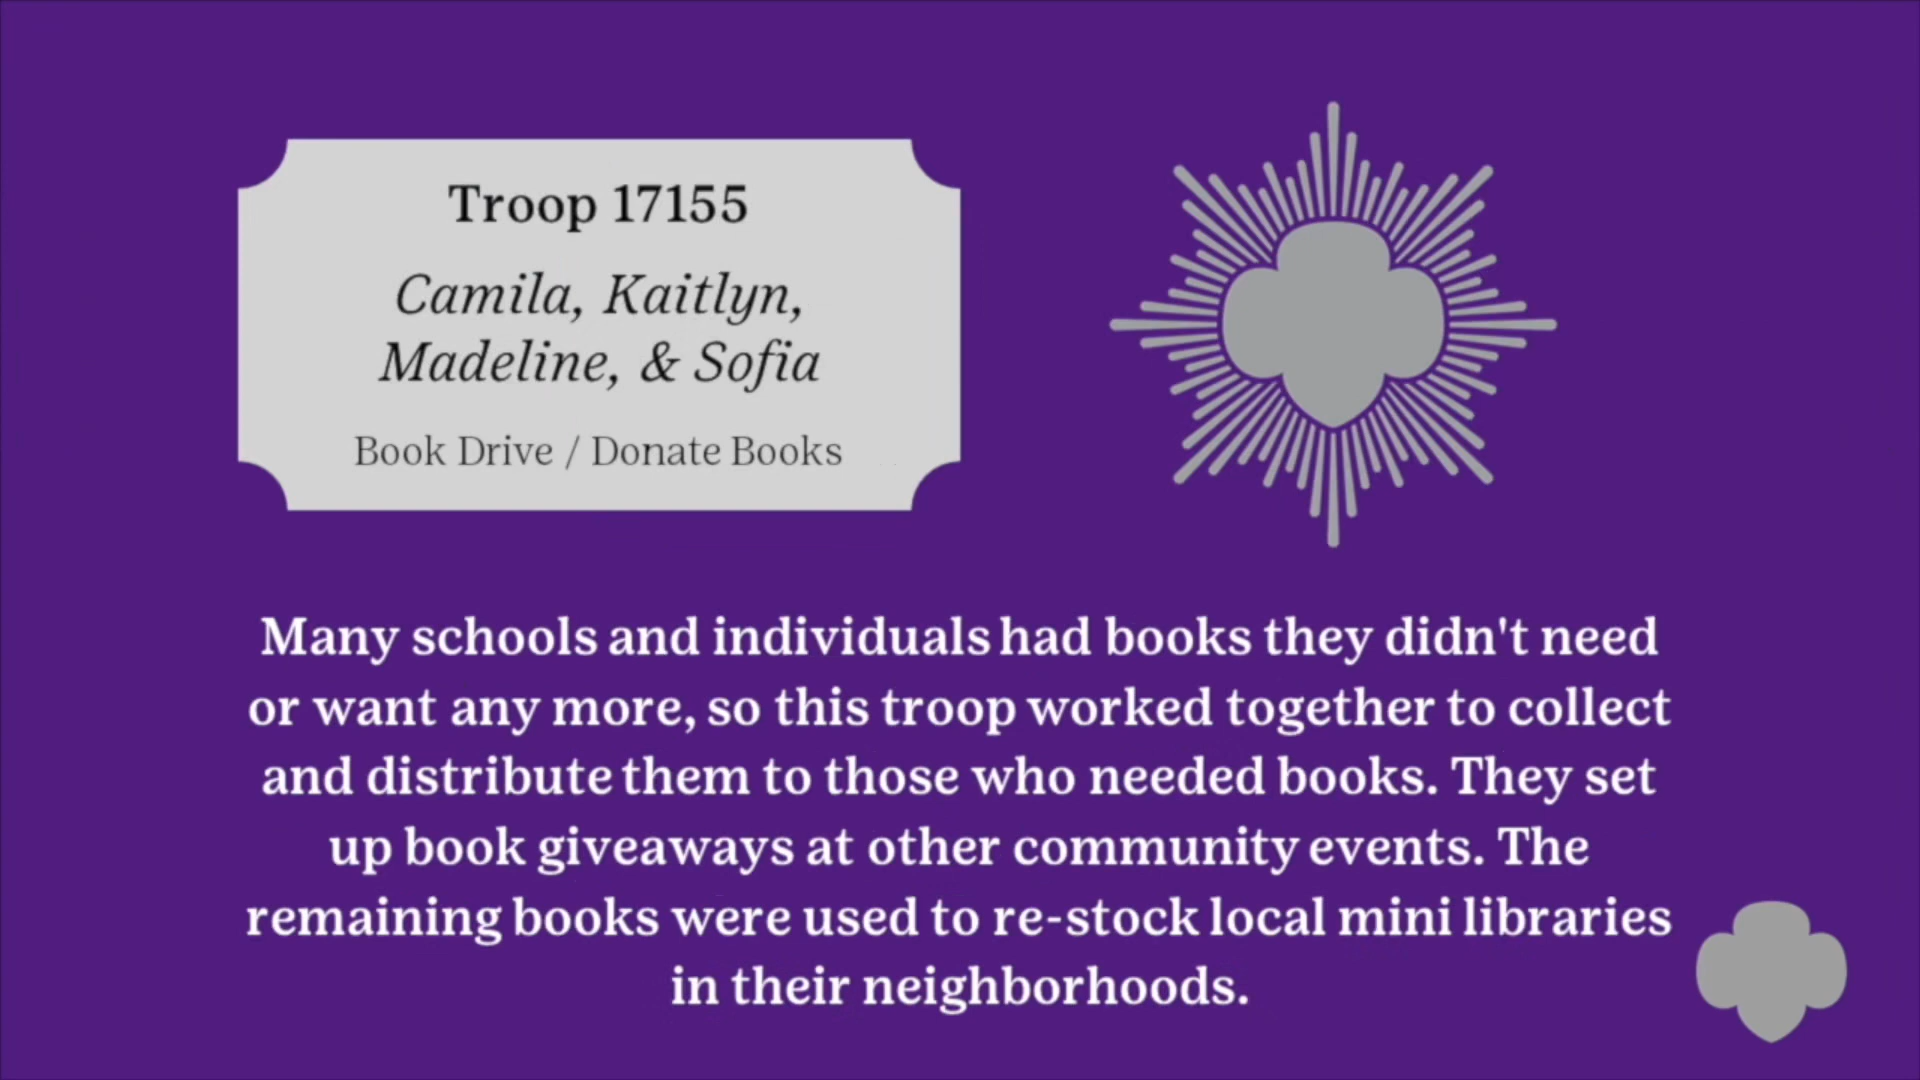 Troop 17155
Camila, Kaitlyn,
Madeline, & Sofia
Book Drive / Donate Books
Many schools and individuals had books they didn't need
or want any more, so this troop worked together to collect
and distribute them to those who needed books. They set
up book giveaways at other community events. The
remaining books were used to re-stock local mini libraries
in their neighborhoods.